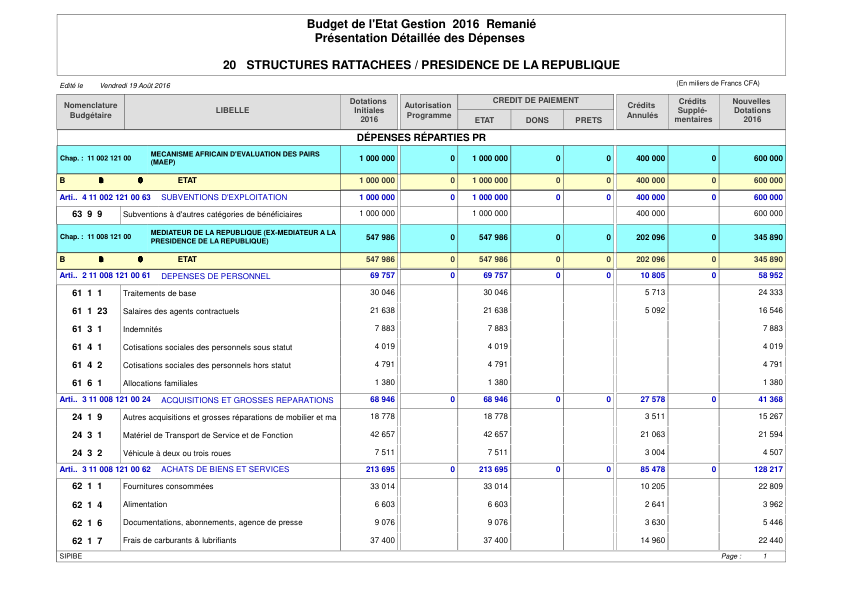 Budget de l'Etat Gestion 2016 Remanié
Présentation Détaillée des Dépenses
20 STRUCTURES RATTACHEES / PRESIDENCE DE LA REPUBLIQUE
Edité le Vendredi 19 Août 2016 (En miliers de Francs CFA)
Nomenclature Budgétaire LIBELLE Dotations Initiales 2016 Autorisation Programme CREDIT DE PAIEMENT ETAT DONS PRETS Crédits Annulés Crédits Supplé- mentaires Nouvelles Dotations 2016
DÉPENSES RÉPARTIES PR
Chap. : 11 002 121 00 MECANISME AFRICAIN D'EVALUATION DES PAIRS (MAEP) 1 000 000 0 1 000 000 0 0 400 000 0 600 000
B ETAT 1 000 000 0 1 000 000 0 0 400 000 0 600 000
Arti.. 4 11 002 121 00 63 SUBVENTIONS D'EXPLOITATION 1 000 000 0 1 000 000 0 0 400 000 0 600 000
63 9 9 Subventions à d'autres catégories de bénéficiaires 1 000 000 1 000 000 400 000 600 000
Chap. : 11 008 121 00 MEDIATEUR DE LA REPUBLIQUE (EX-MEDIATEUR A LA PRESIDENCE DE LA REPUBLIQUE) 547 986 0 547 986 0 0 202 096 0 345 890
B ETAT 547 986 0 547 986 0 0 202 096 0 345 890
Arti.. 2 11 008 121 00 61 DEPENSES DE PERSONNEL 69 757 0 69 757 0 0 10 805 0 58 952
61 1 1 Traitements de base 30 046 30 046 5 713 24 333
61 1 23 Salaires des agents contractuels 21 638 21 638 5 092 16 546
61 3 1 Indemnités 7 883 7 883 7 883
61 4 1 Cotisations sociales des personnels sous statut 4 019 4 019 4 019
61 4 2 Cotisations sociales des personnels hors statut 4 791 4 791 4 791
61 6 1 Allocations familiales 1 380 1 380 1 380
Arti.. 3 11 008 121 00 24 ACQUISITIONS ET GROSSES REPARATIONS 68 946 0 68 946 0 0 27 578 0 41 368
24 1 9 Autres acquisitions et grosses réparations de mobilier et ma 18 778 18 778 3 511 15 267
24 3 1 Matériel de Transport de Service et de Fonction 42 657 42 657 21 063 21 594
24 3 2 Véhicule à deux ou trois roues 7 511 7 511 3 004 4 507
Arti.. 3 11 008 121 00 62 ACHATS DE BIENS ET SERVICES 213 695 0 213 695 0 0 85 478 0 128 217
62 1 1 Fournitures consommées 33 014 33 014 10 205 22 809
62 1 4 Alimentation 6 603 6 603 2 641 3 962
62 1 6 Documentations, abonnements, agence de presse 9 076 9 076 3 630 5 446
62 1 7 Frais de carburants & lubrifiants 37 400 37 400 14 960 22 440
SIPIBE Page : 1